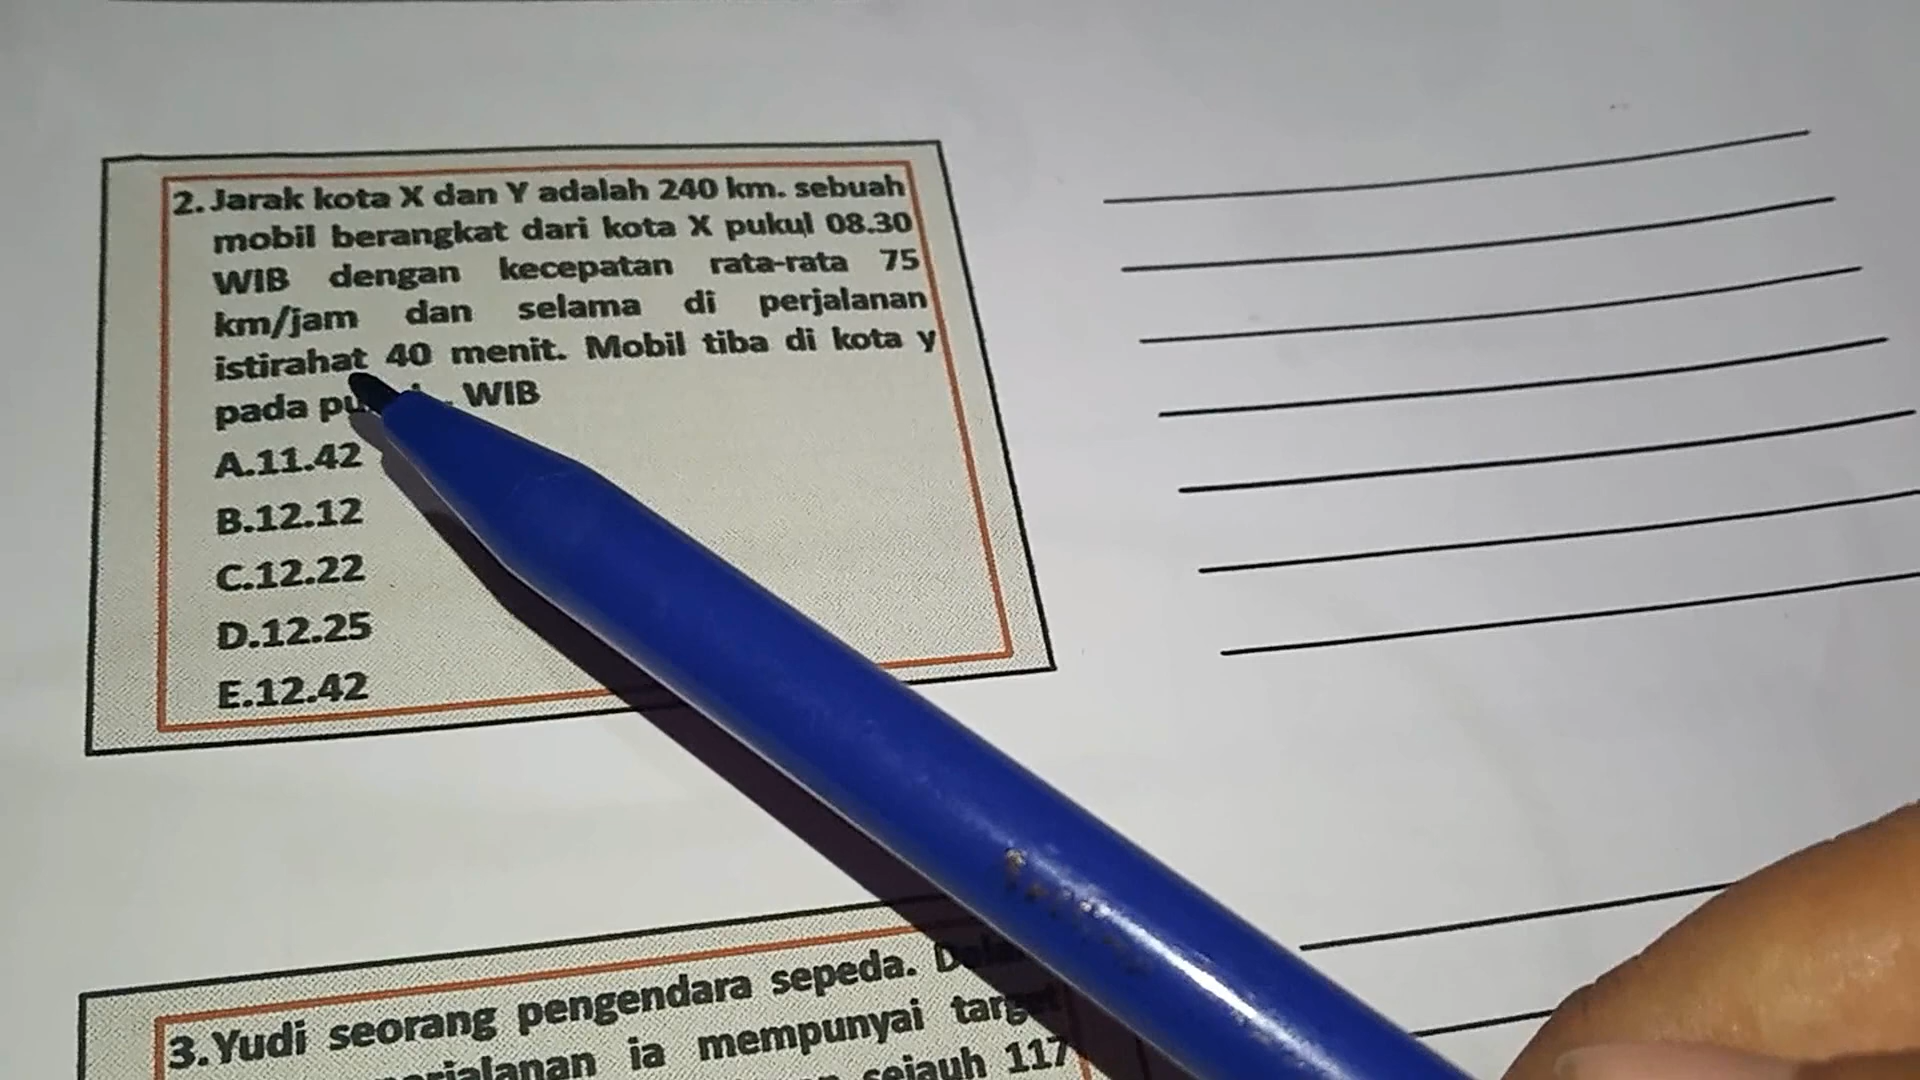 2. Jarak kota X dan Y adalah 240 km. sebuah
mobil berangkat dari kota X pukul 08.30
WIB dengan kecepatan rata-rata 75
km/jam dan selama di perjalanan
istirahat 40 menit. Mobil tiba di kota y
pada WIB
A.11.42
B.12.12
C.12.22
D.12.25
E.12.42
3.Yudi seorang pengendara sepeda.
ia mempunyai
sejauh 117